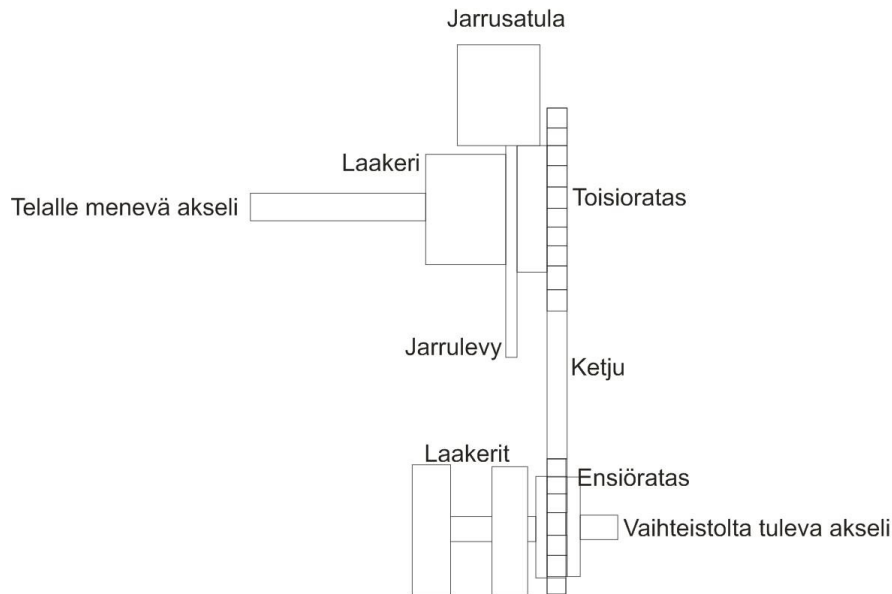 Jarrusatula
Laakeri
Telalle menevä akseli
Toisioratas
Jarrulevy
Ketju
Laakerit
Ensiöratas
Vaihteistolta tuleva akseli